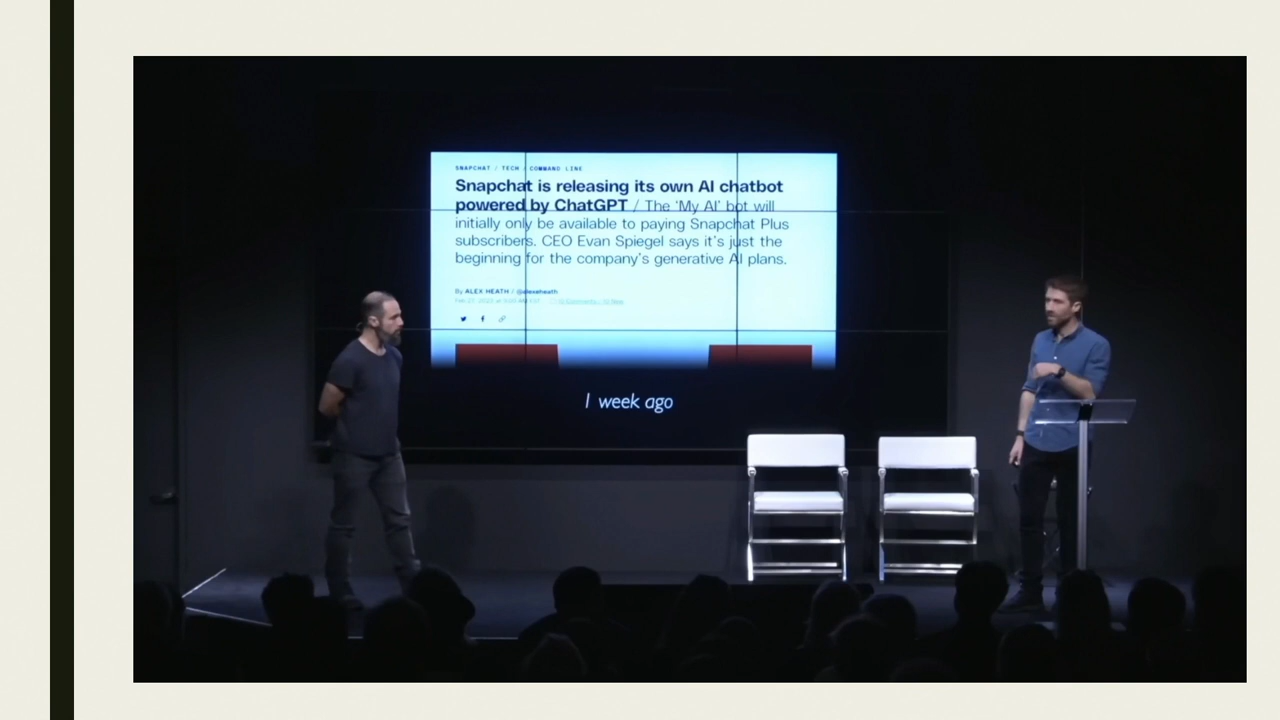 SNAPCHAT / TECH / COMMAND LINE
Snapchat is releasing its own AI chatbot
powered by ChatGPT / The ‘My AI’ bot will
initially only be available to paying Snapchat Plus
subscribers. CEO Evan Spiegel says it’s just the
beginning for the company’s generative AI plans.
By ALEX HEATH / @alexeheath
1 week ago